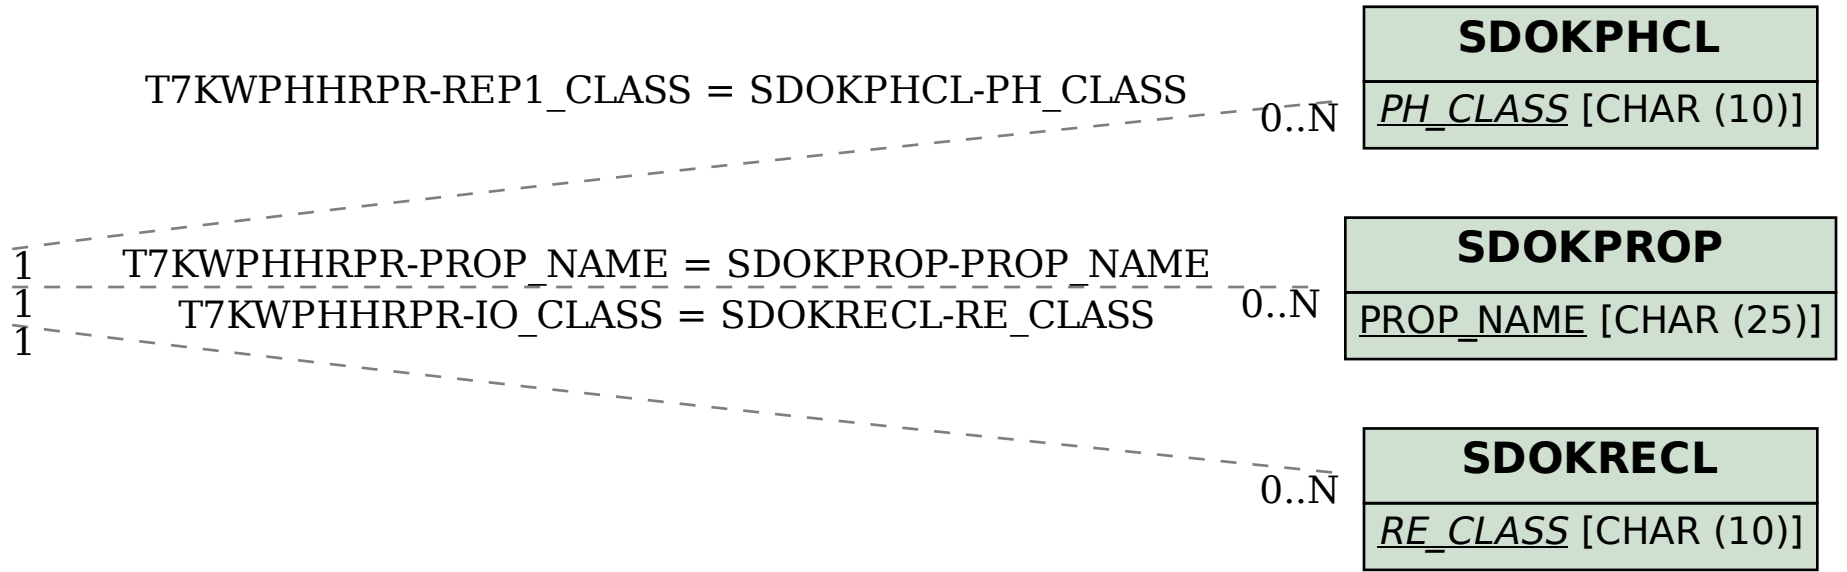 SDOKPHCL
T7KWPHHRPR-REP1_CLASS = SDOKPHCL-PH_CLASS
0..N
PH_CLASS [CHAR (10)]
SDOKPROP
1
T7KWPHHRPR-PROP_NAME = SDOKPROP-PROP_NAME
1
0..N
T7KWPHHRPR-IO_CLASS = SDOKRECL-RE_CLASS
PROP_NAME [CHAR (25)]
1
SDOKRECL
0..N
RE_CLASS [CHAR (10)]